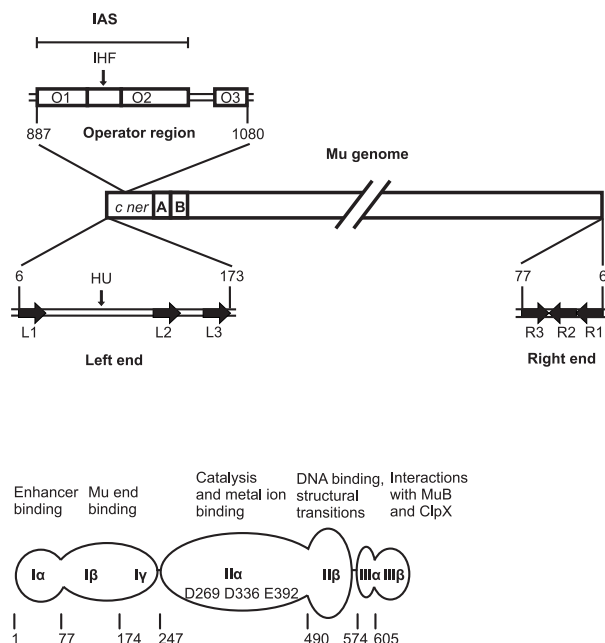 IAS
IHF
O1 O2 O3
Operator region
887 1080
Mu genome
c ner A B
6 173 77 6
HU
L1 L2 L3 R3 R2 R1
Left end Right end
Catalysis DNA binding, Interactions
Enhancer Mu end and metal ion structural with MuB
binding binding binding transitions and ClpX
Iα Iβ Iγ IIα IIβ IIIα IIIβ
D269 D336 E392
1 77 174 247 490 574 605